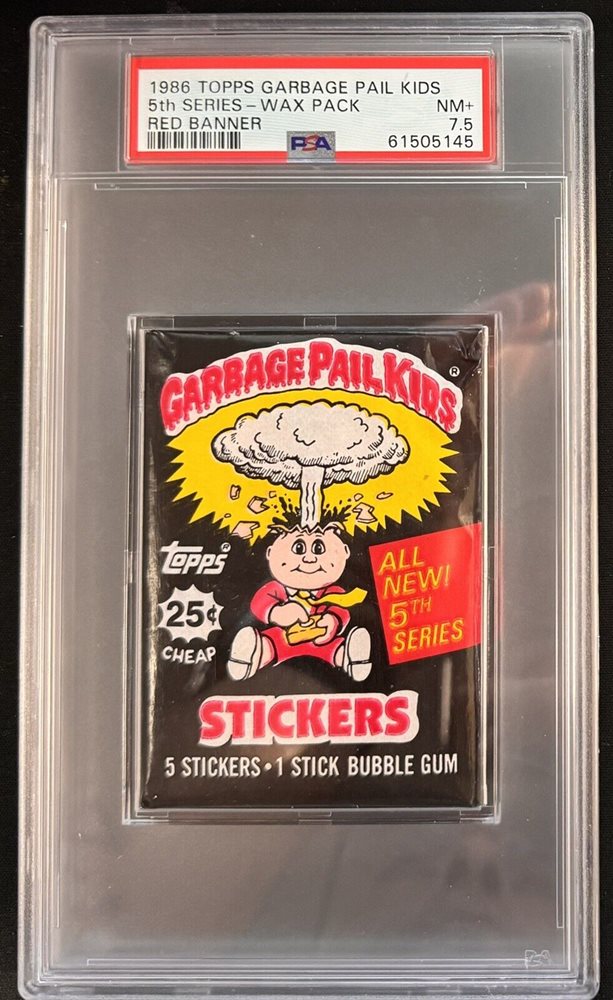 1986 TOPPS GARBAGE PAIL KIDS
5th SERIES - WAX PACK NM+
RED BANNER 7.5
PSA 61505145
GARBAGE PAIL KIDS ®
TOPPS®
25¢
CHEAP
ALL
NEW!
5TH
SERIES
STICKERS
5 STICKERS • 1 STICK BUBBLE GUM
PSA